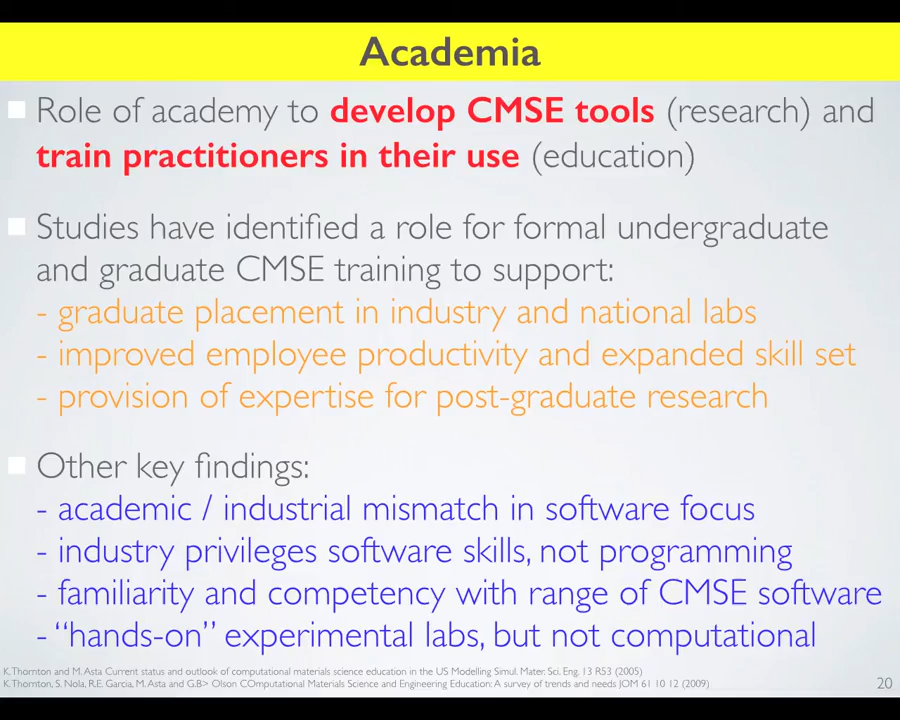 Academia
Role of academy to develop CMSE tools (research) and
train practitioners in their use (education)
Studies have identified a role for formal undergraduate
and graduate CMSE training to support:
- graduate placement in industry and national labs
- improved employee productivity and expanded skill set
- provision of expertise for post-graduate research
Other key findings:
- academic / industrial mismatch in software focus
- industry privileges software skills, not programming
- familiarity and competency with range of CMSE software
- “hands-on” experimental labs, but not computational
K. Thornton and M. Asta Current status and outlook of computational materials science education in the US Modelling Simul. Mater. Sci. Eng. 13 R53 (2005)
K. Thornton, S. Nola, R.E. Garcia, M. Asta and G.B> Olson COmputational Materials Science and Engineering Education: A survey of trends and needs JOM 61 10 12 (2009)
20